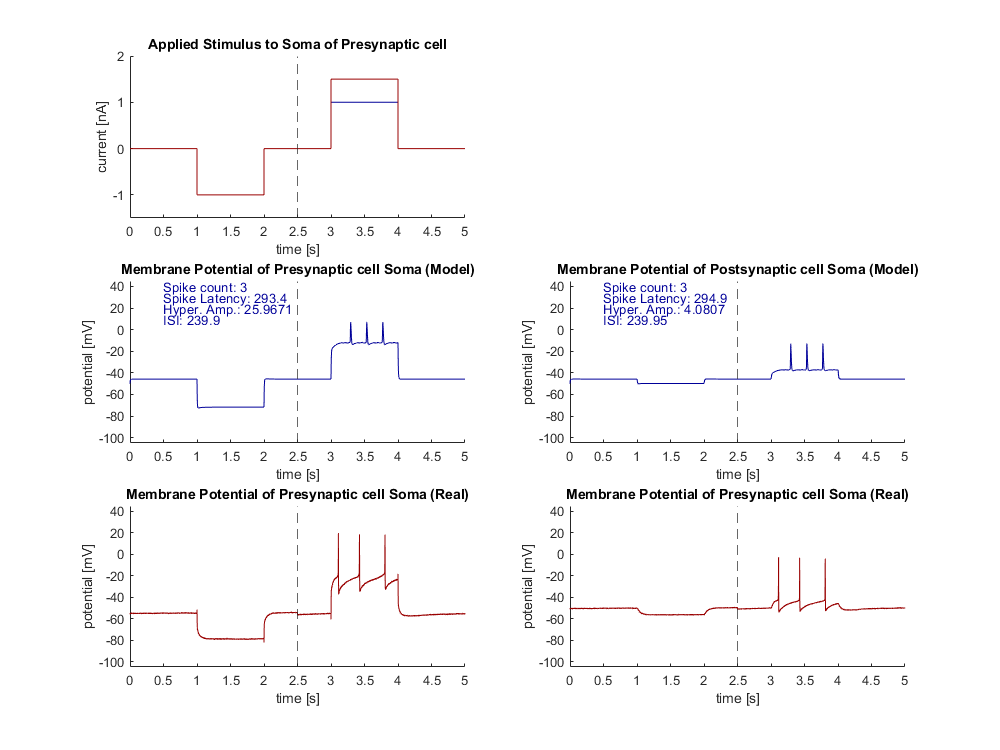 Applied Stimulus to Soma of Presynaptic cell
2
1
0
-1
current [nA]
0 0.5 1 1.5 2 2.5 3 3.5 4 4.5 5
time [s]
Membrane Potential of Presynaptic cell Soma (Model)
Spike count: 3
Spike Latency: 293.4
Hyper. Amp.: 25.9671
ISI: 239.9
40
20
0
-20
-40
-60
-80
-100
potential [mV]
0 0.5 1 1.5 2 2.5 3 3.5 4 4.5 5
time [s]
Membrane Potential of Postsynaptic cell Soma (Model)
Spike count: 3
Spike Latency: 294.9
Hyper. Amp.: 4.0807
ISI: 239.95
40
20
0
-20
-40
-60
-80
-100
potential [mV]
0 0.5 1 1.5 2 2.5 3 3.5 4 4.5 5
time [s]
Membrane Potential of Presynaptic cell Soma (Real)
40
20
0
-20
-40
-60
-80
-100
potential [mV]
0 0.5 1 1.5 2 2.5 3 3.5 4 4.5 5
time [s]
Membrane Potential of Presynaptic cell Soma (Real)
40
20
0
-20
-40
-60
-80
-100
potential [mV]
0 0.5 1 1.5 2 2.5 3 3.5 4 4.5 5
time [s]